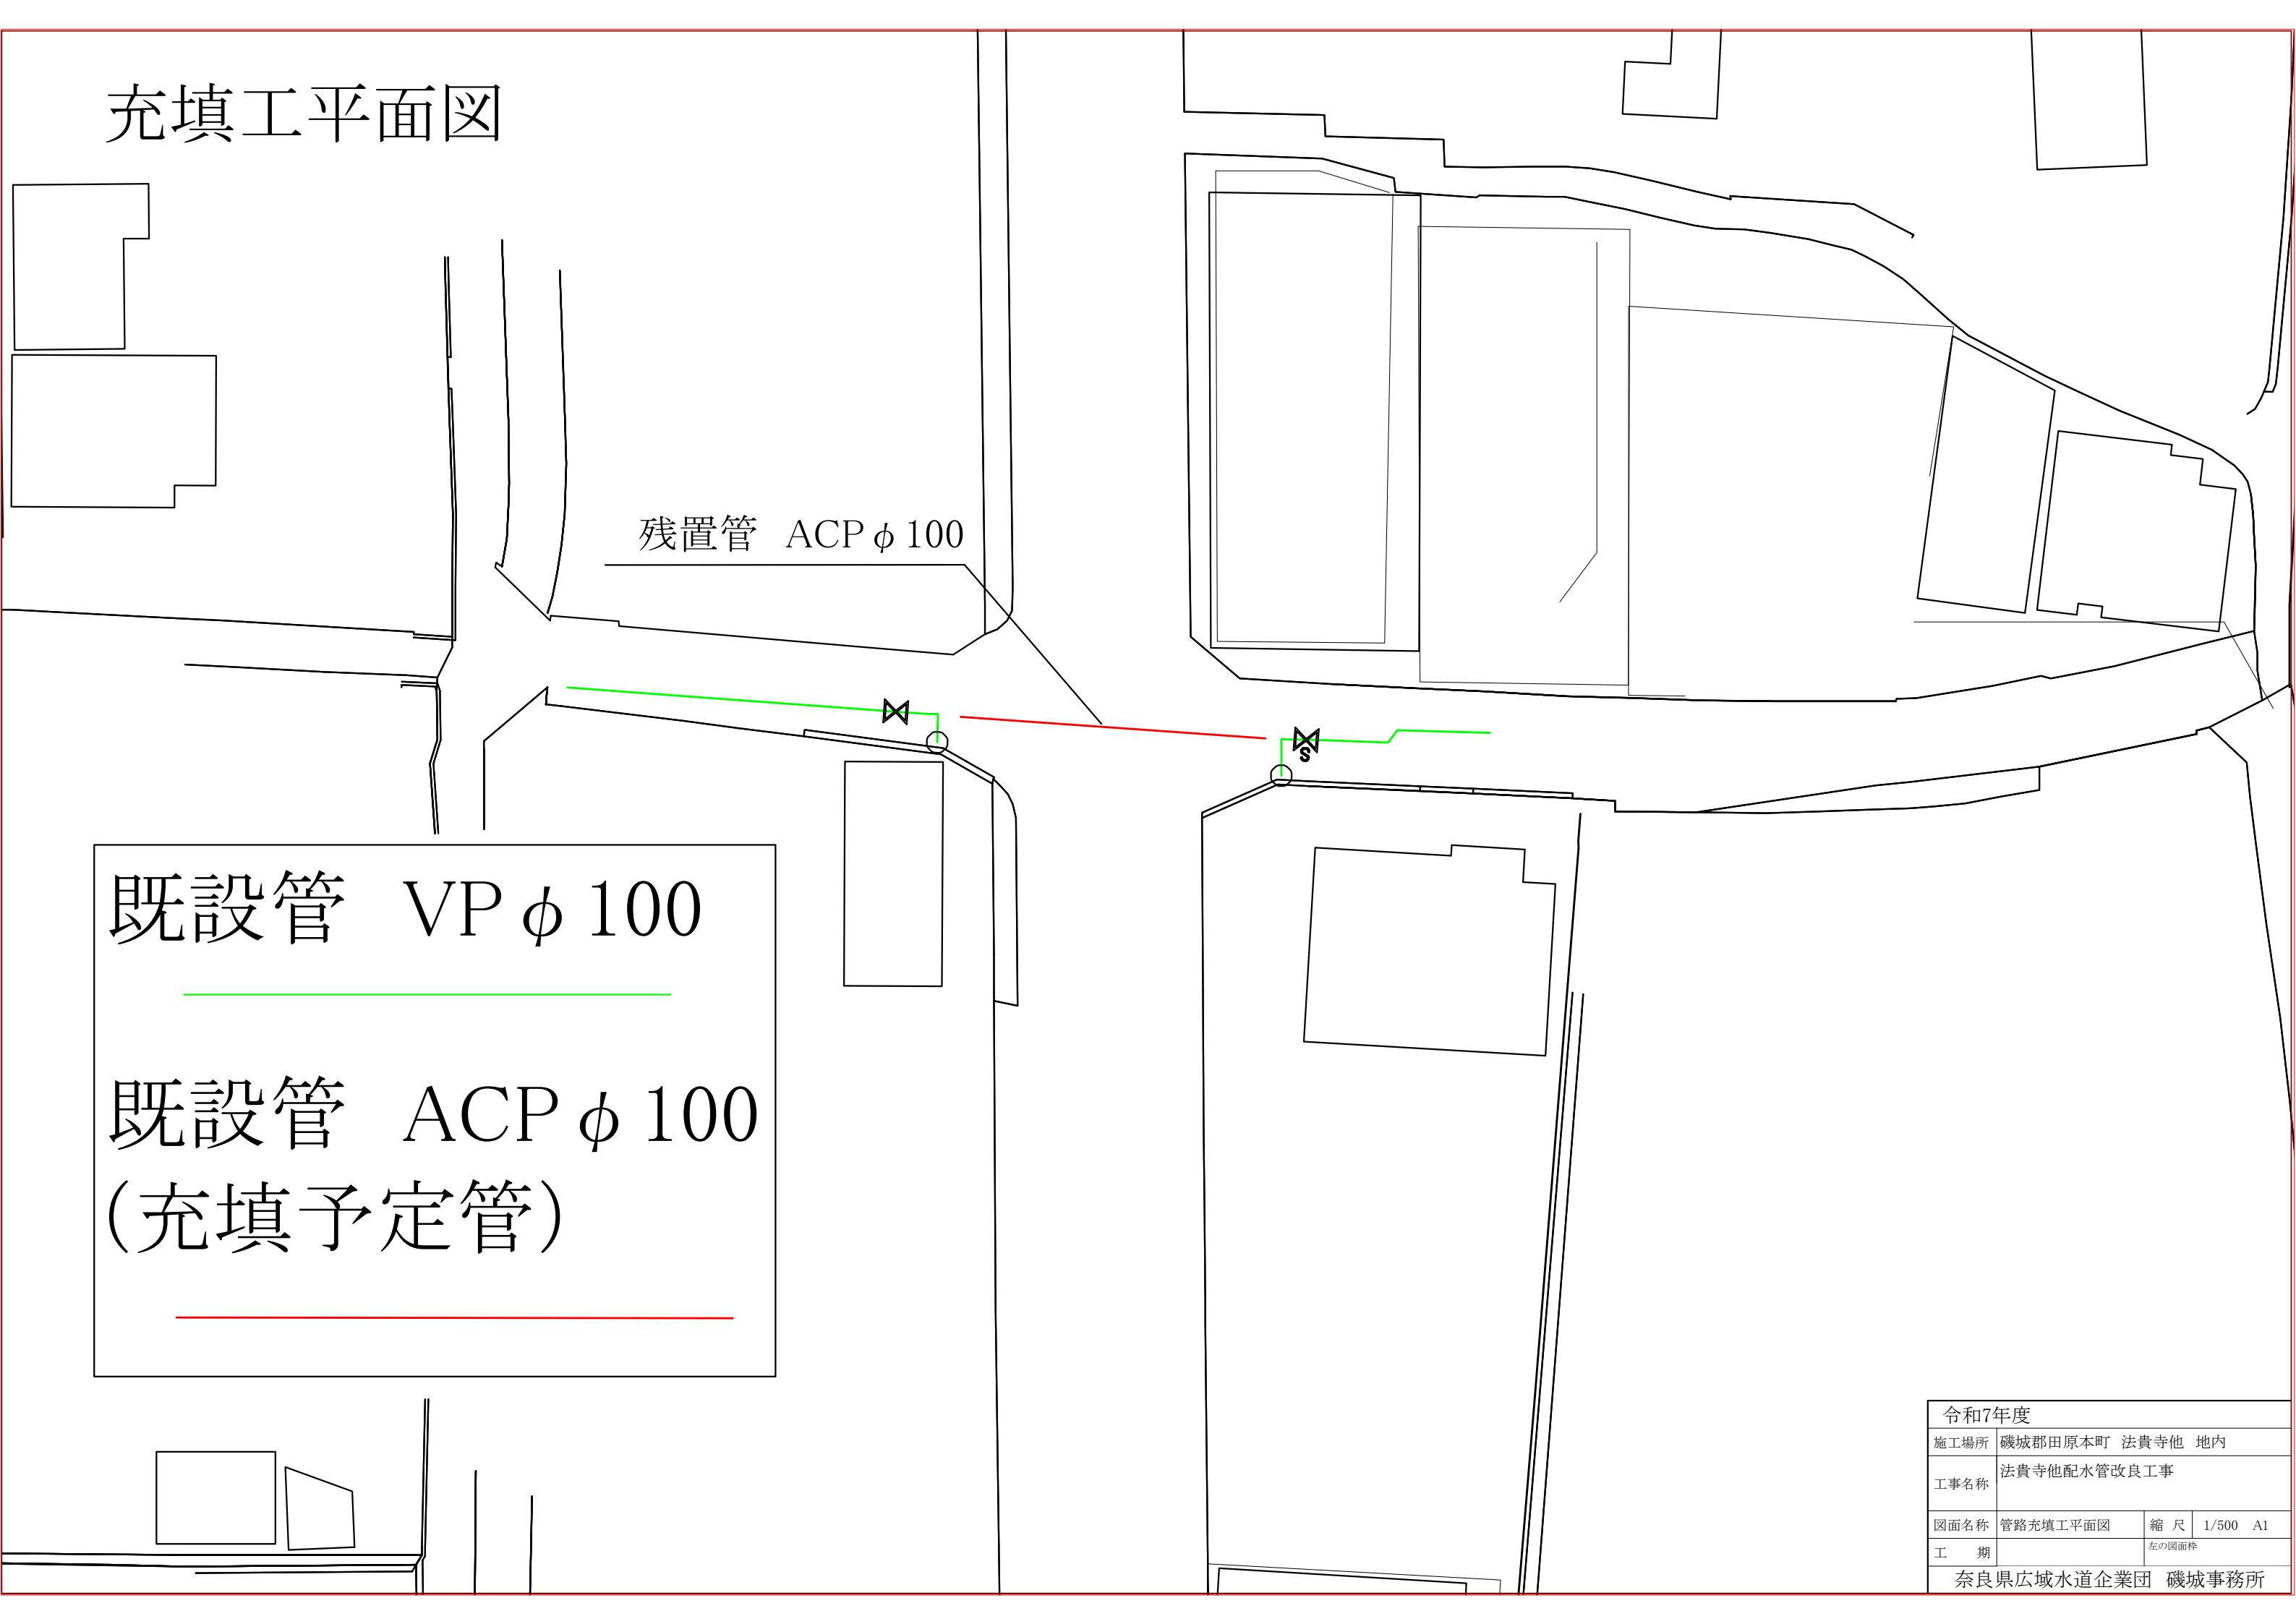 充填工平面図
残置管 ACPφ100
S
既設管 VPφ100
既設管 ACPφ100
(充填予定管)
令和7年度
施工場所 磯城郡田原本町 法貴寺他 地内
工事名称 法貴寺他配水管改良工事
図面名称 管路充填工平面図 縮 尺 1/500 A1
工 期 左の図面枠
奈良県広域水道企業団 磯城事務所